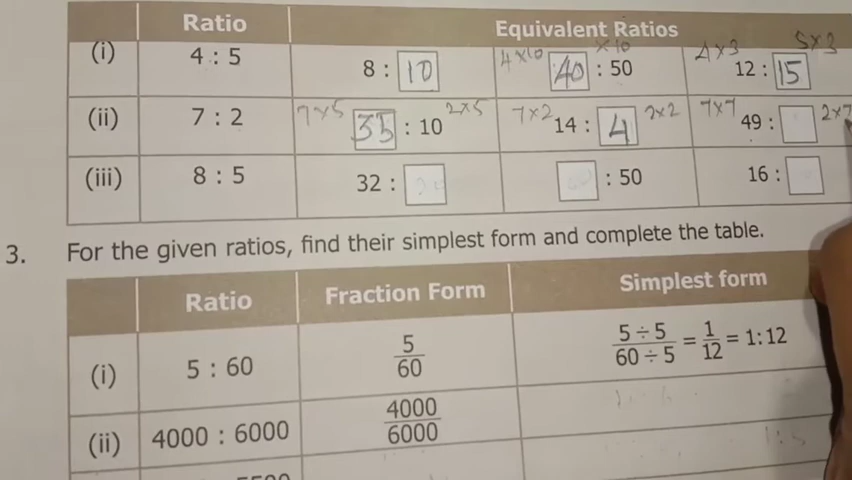 Ratio Equivalent Ratios
(i) 4 : 5 8 : 10 4×10 40 : 50 ×10 4×3 12 : 15 5×3
(ii) 7 : 2 7×5 35 : 10 2×5 7×2 14 : 4 2×2 7×7 49 : 2×7
(iii) 8 : 5 32 : : 50 16 :
3. For the given ratios, find their simplest form and complete the table.
Ratio Fraction Form Simplest form
(i) 5 : 60 5/60 5 ÷ 5 / 60 ÷ 5 = 1/12 = 1:12
(ii) 4000 : 6000 4000/6000